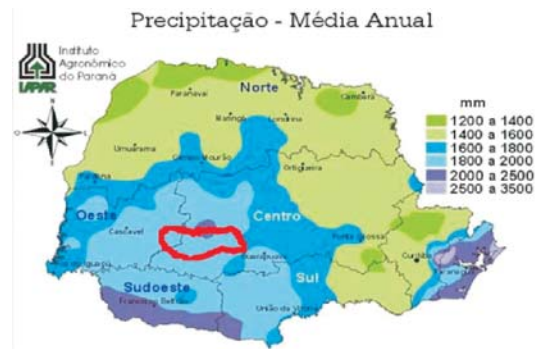 Precipitação - Média Anual
Instituto
Agronômico
do Paraná
IAPAR
mm
1200 a 1400
1400 a 1600
1600 a 1800
1800 a 2000
2000 a 2500
2500 a 3500
Norte
Paranavaí
Maringá
Londrina
Umuarama
Campo Mourão
Ortigueira
Oeste
Cascavel
Centro
Guarapuava
Ponta Grossa
Curitiba
Sul
Sudoeste
Francisco Beltrão
União da Vitória